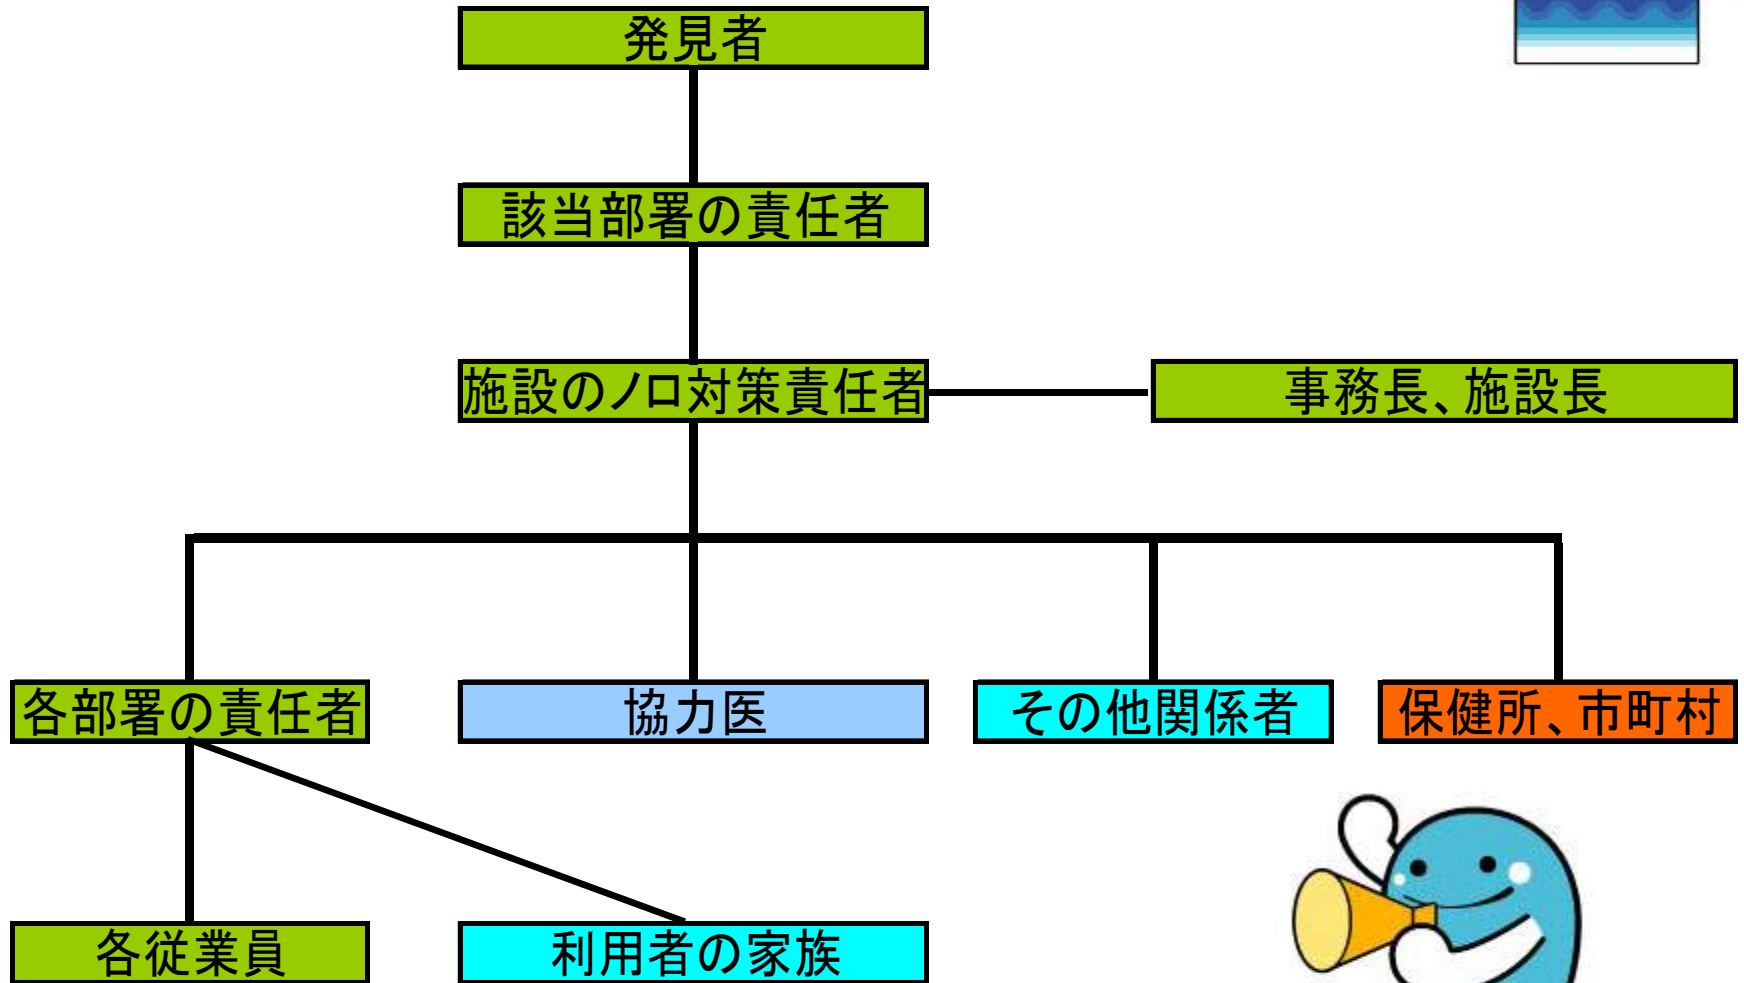 発見者
該当部署の責任者
施設のノロ対策責任者
事務長、施設長
各部署の責任者
協力医
その他関係者
保健所、市町村
各従業員
利用者の家族